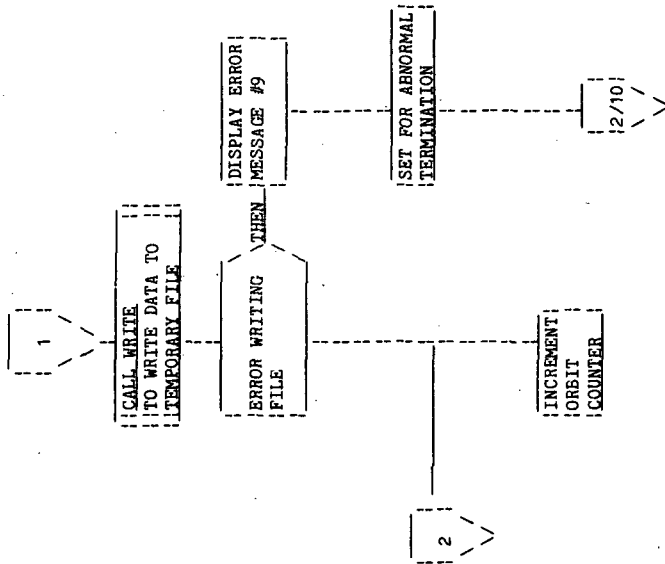 1
CALL WRITE
TO WRITE DATA TO
TEMPORARY FILE
ERROR WRITING
FILE
THEN
DISPLAY ERROR
MESSAGE #9
SET FOR ABNORMAL
TERMINATION
2/10
2
INCREMENT
ORBIT
COUNTER